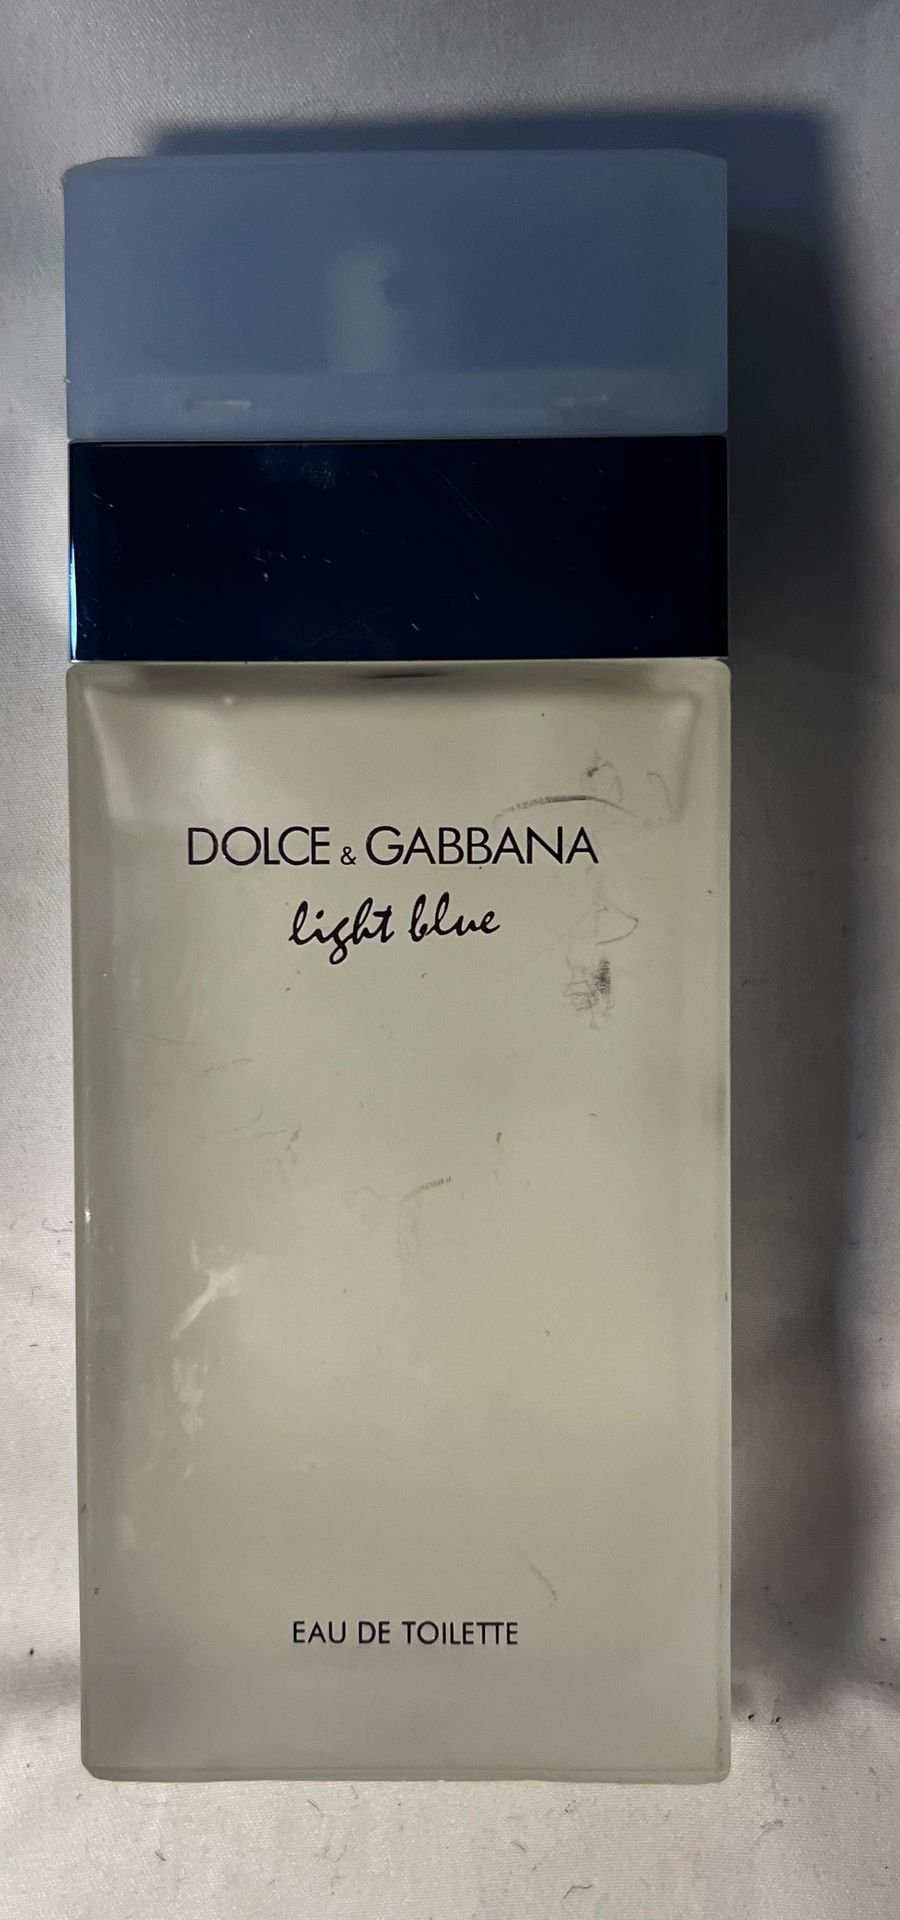 DOLCE & GABBANA
light blue
EAU DE TOILETTE